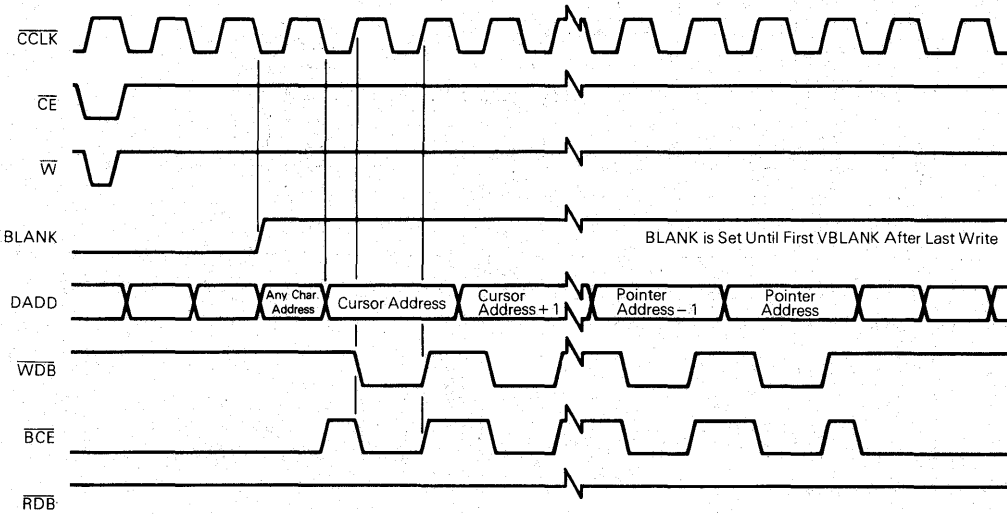 CCLK
CE
W
BLANK
BLANK is Set Until First VBLANK After Last Write
DADD
Any Char.
Address
Cursor Address
Cursor
Address+1
Pointer
Address-1
Pointer
Address
WDB
BCE
RDB